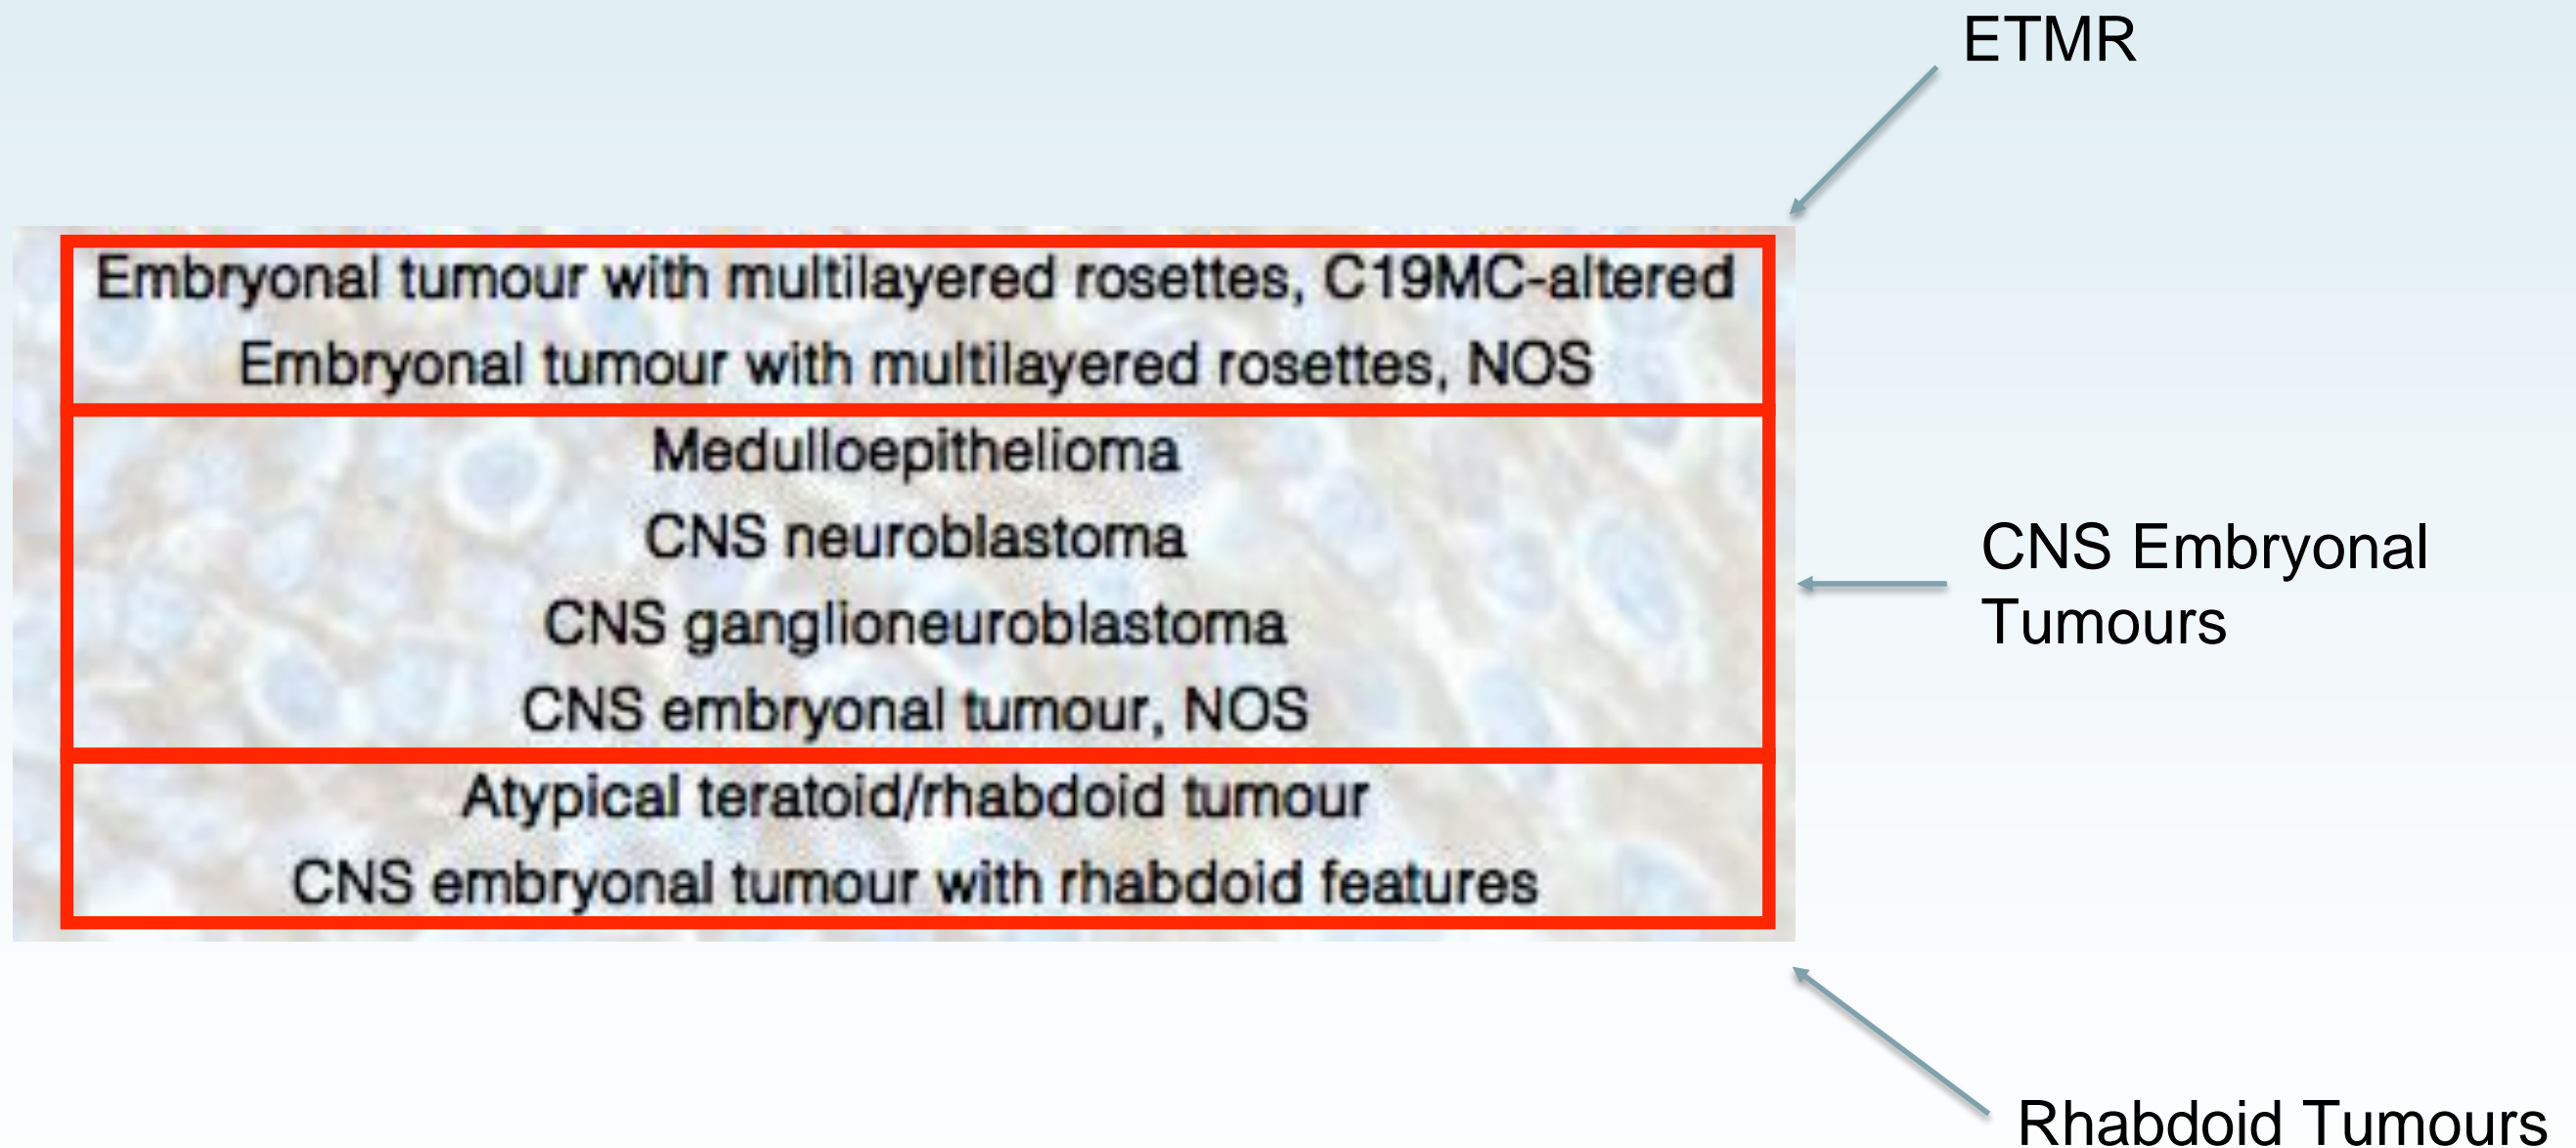 ETMR
Embryonal tumour with multilayered rosettes, C19MC-altered
Embryonal tumour with multilayered rosettes, NOS
Medulloepithelioma
CNS neuroblastoma
CNS ganglioneuroblastoma
CNS embryonal tumour, NOS
Atypical teratoid/rhabdoid tumour
CNS embryonal tumour with rhabdoid features
CNS Embryonal
Tumours
Rhabdoid Tumours